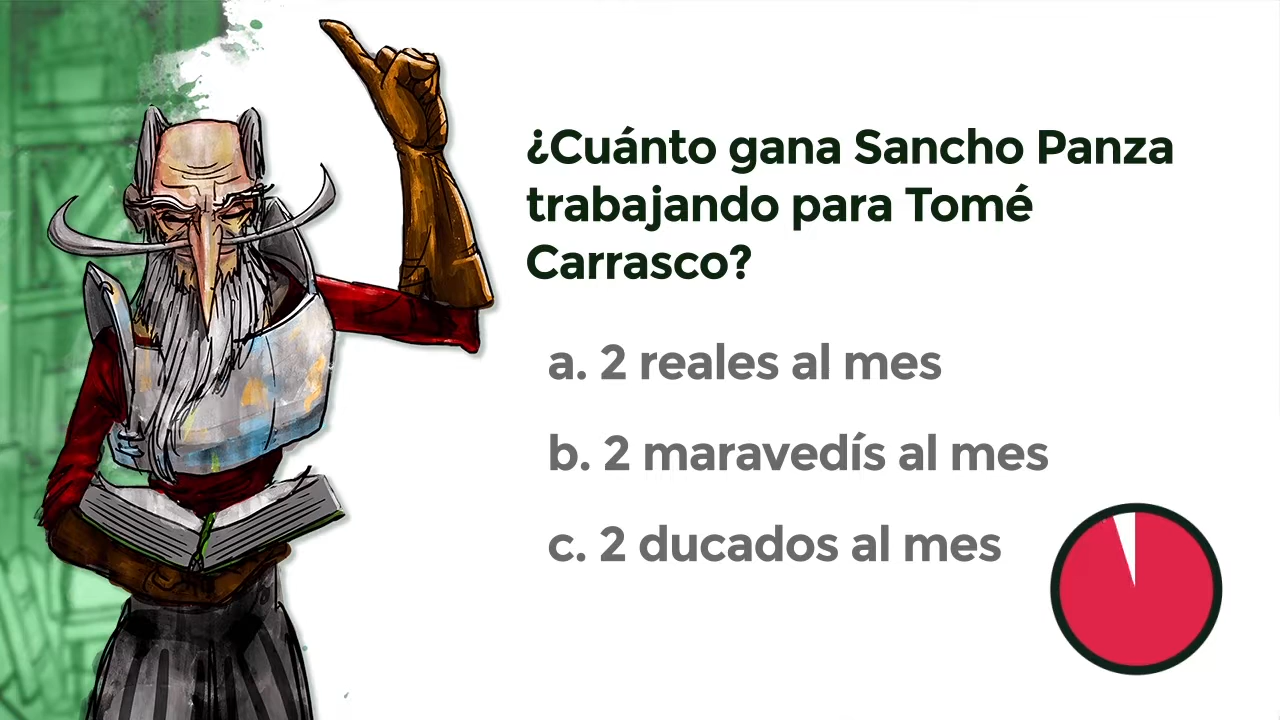 ¿Cuánto gana Sancho Panza
trabajando para Tomé
Carrasco?
a. 2 reales al mes
b. 2 maravedís al mes
c. 2 ducados al mes